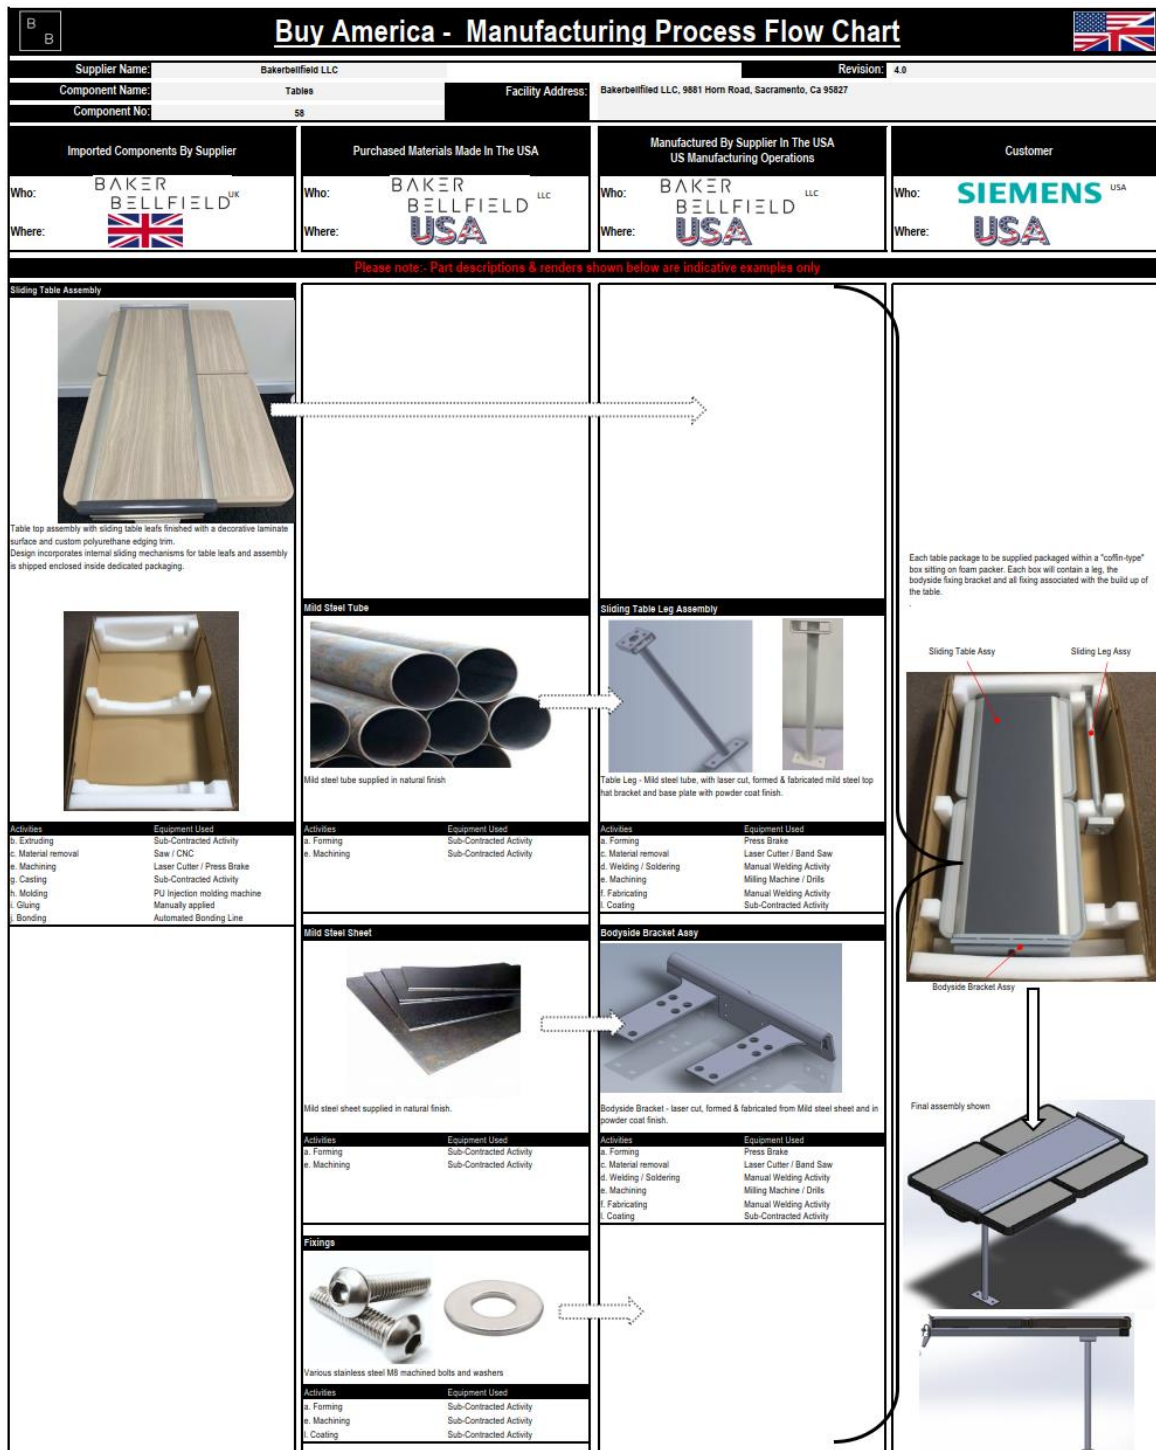 B
B
Buy America - Manufacturing Process Flow Chart
Supplier Name: Bakerbellfield LLC Revision: 4.0
Component Name: Tables Facility Address: Bakerbellfiled LLC, 9881 Horn Road, Sacramento, Ca 95827
Component No: 58
Imported Components By Supplier
Who: BAKER BELLFIELD UK
Where:
Purchased Materials Made In The USA
Who: BAKER BELLFIELD LLC
Where: USA
Manufactured By Supplier In The USA
US Manufacturing Operations
Who: BAKER BELLFIELD LLC
Where: USA
Customer
Who: SIEMENS USA
Where: USA
Please note:- Part descriptions & renders shown below are indicative examples only
Sliding Table Assembly
Table top assembly with sliding table leafs finished with a decorative laminate
surface and custom polyurethane edging trim.
Design incorporates internal sliding mechanisms for table leafs and assembly
is shipped enclosed inside dedicated packaging.
Activities Equipment Used
b. Extruding Sub-Contracted Activity
c. Material removal Saw / CNC
e. Machining Laser Cutter / Press Brake
g. Casting Sub-Contracted Activity
h. Molding PU Injection molding machine
i. Gluing Manually applied
j. Bonding Automated Bonding Line
Mild Steel Tube
Mild steel tube supplied in natural finish
Activities Equipment Used
a. Forming Sub-Contracted Activity
e. Machining Sub-Contracted Activity
Mild Steel Sheet
Mild steel sheet supplied in natural finish.
Activities Equipment Used
a. Forming Sub-Contracted Activity
e. Machining Sub-Contracted Activity
Fixings
Various stainless steel M8 machined bolts and washers
Activities Equipment Used
a. Forming Sub-Contracted Activity
e. Machining Sub-Contracted Activity
l. Coating Sub-Contracted Activity
Sliding Table Leg Assembly
Table Leg - Mild steel tube, with laser cut, formed & fabricated mild steel top
hat bracket and base plate with powder coat finish.
Activities Equipment Used
a. Forming Press Brake
c. Material removal Laser Cutter / Band Saw
d. Welding / Soldering Manual Welding Activity
e. Machining Milling Machine / Drills
f. Fabricating Manual Welding Activity
l. Coating Sub-Contracted Activity
Bodyside Bracket Assy
Bodyside Bracket - laser cut, formed & fabricated from Mild steel sheet and in
powder coat finish.
Activities Equipment Used
a. Forming Press Brake
c. Material removal Laser Cutter / Band Saw
d. Welding / Soldering Manual Welding Activity
e. Machining Milling Machine / Drills
f. Fabricating Manual Welding Activity
l. Coating Sub-Contracted Activity
Each table package to be supplied packaged within a "coffin-type"
box sitting on foam packer. Each box will contain a leg, the
bodyside fixing bracket and all fixing associated with the build up of
the table.
.
Sliding Table Assy Sliding Leg Assy
Bodyside Bracket Assy
Final assembly shown